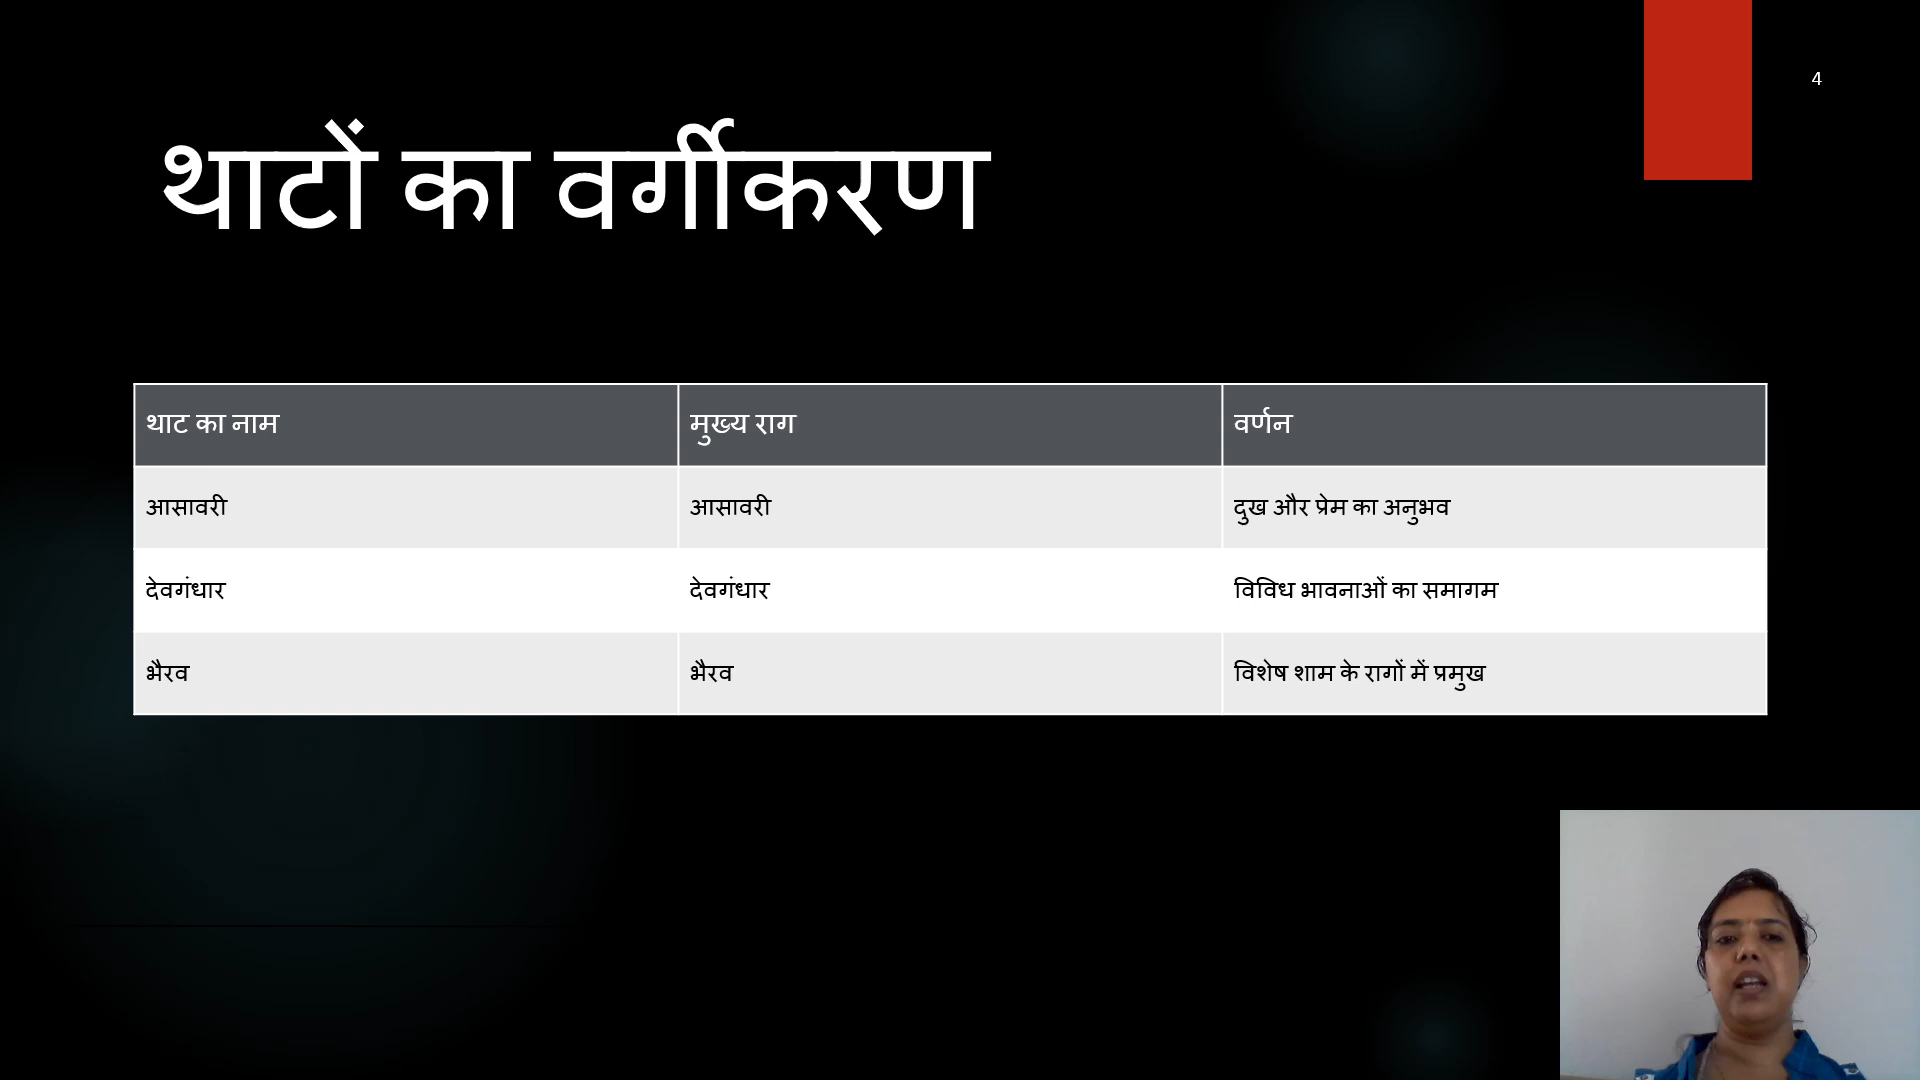 4
थाटों का वर्गीकरण
थाट का नाम मुख्य राग वर्णन
आसावरी आसावरी दुख और प्रेम का अनुभव
देवगंधार देवगंधार विविध भावनाओं का समागम
भैरव भैरव विशेष शाम के रागों में प्रमुख